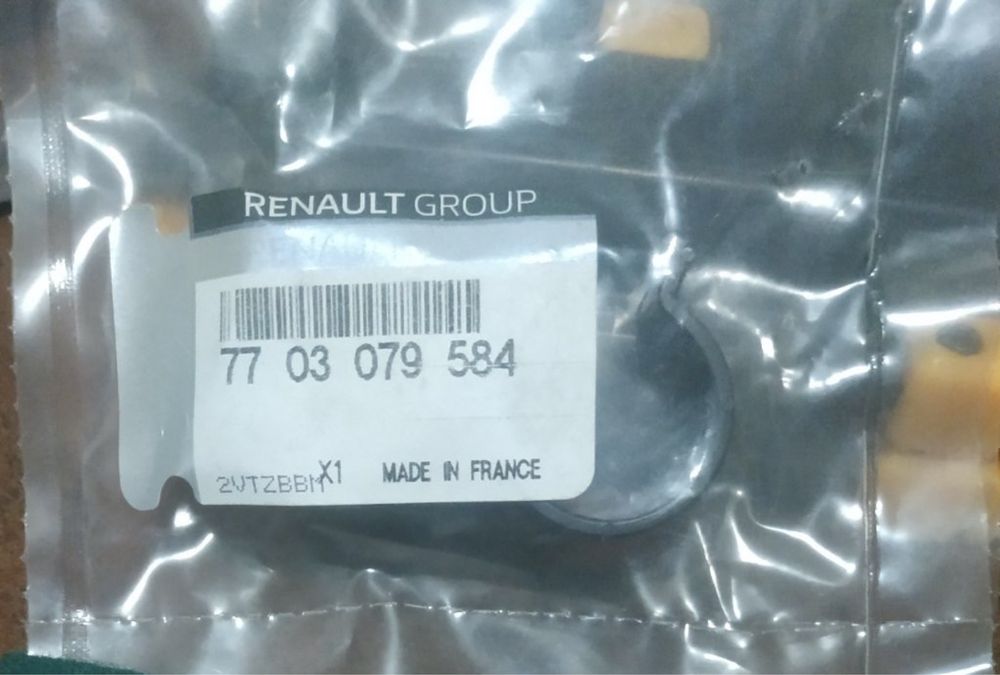 RENAULT GROUP
77 03 079 584
2VTZBBM X1 MADE IN FRANCE